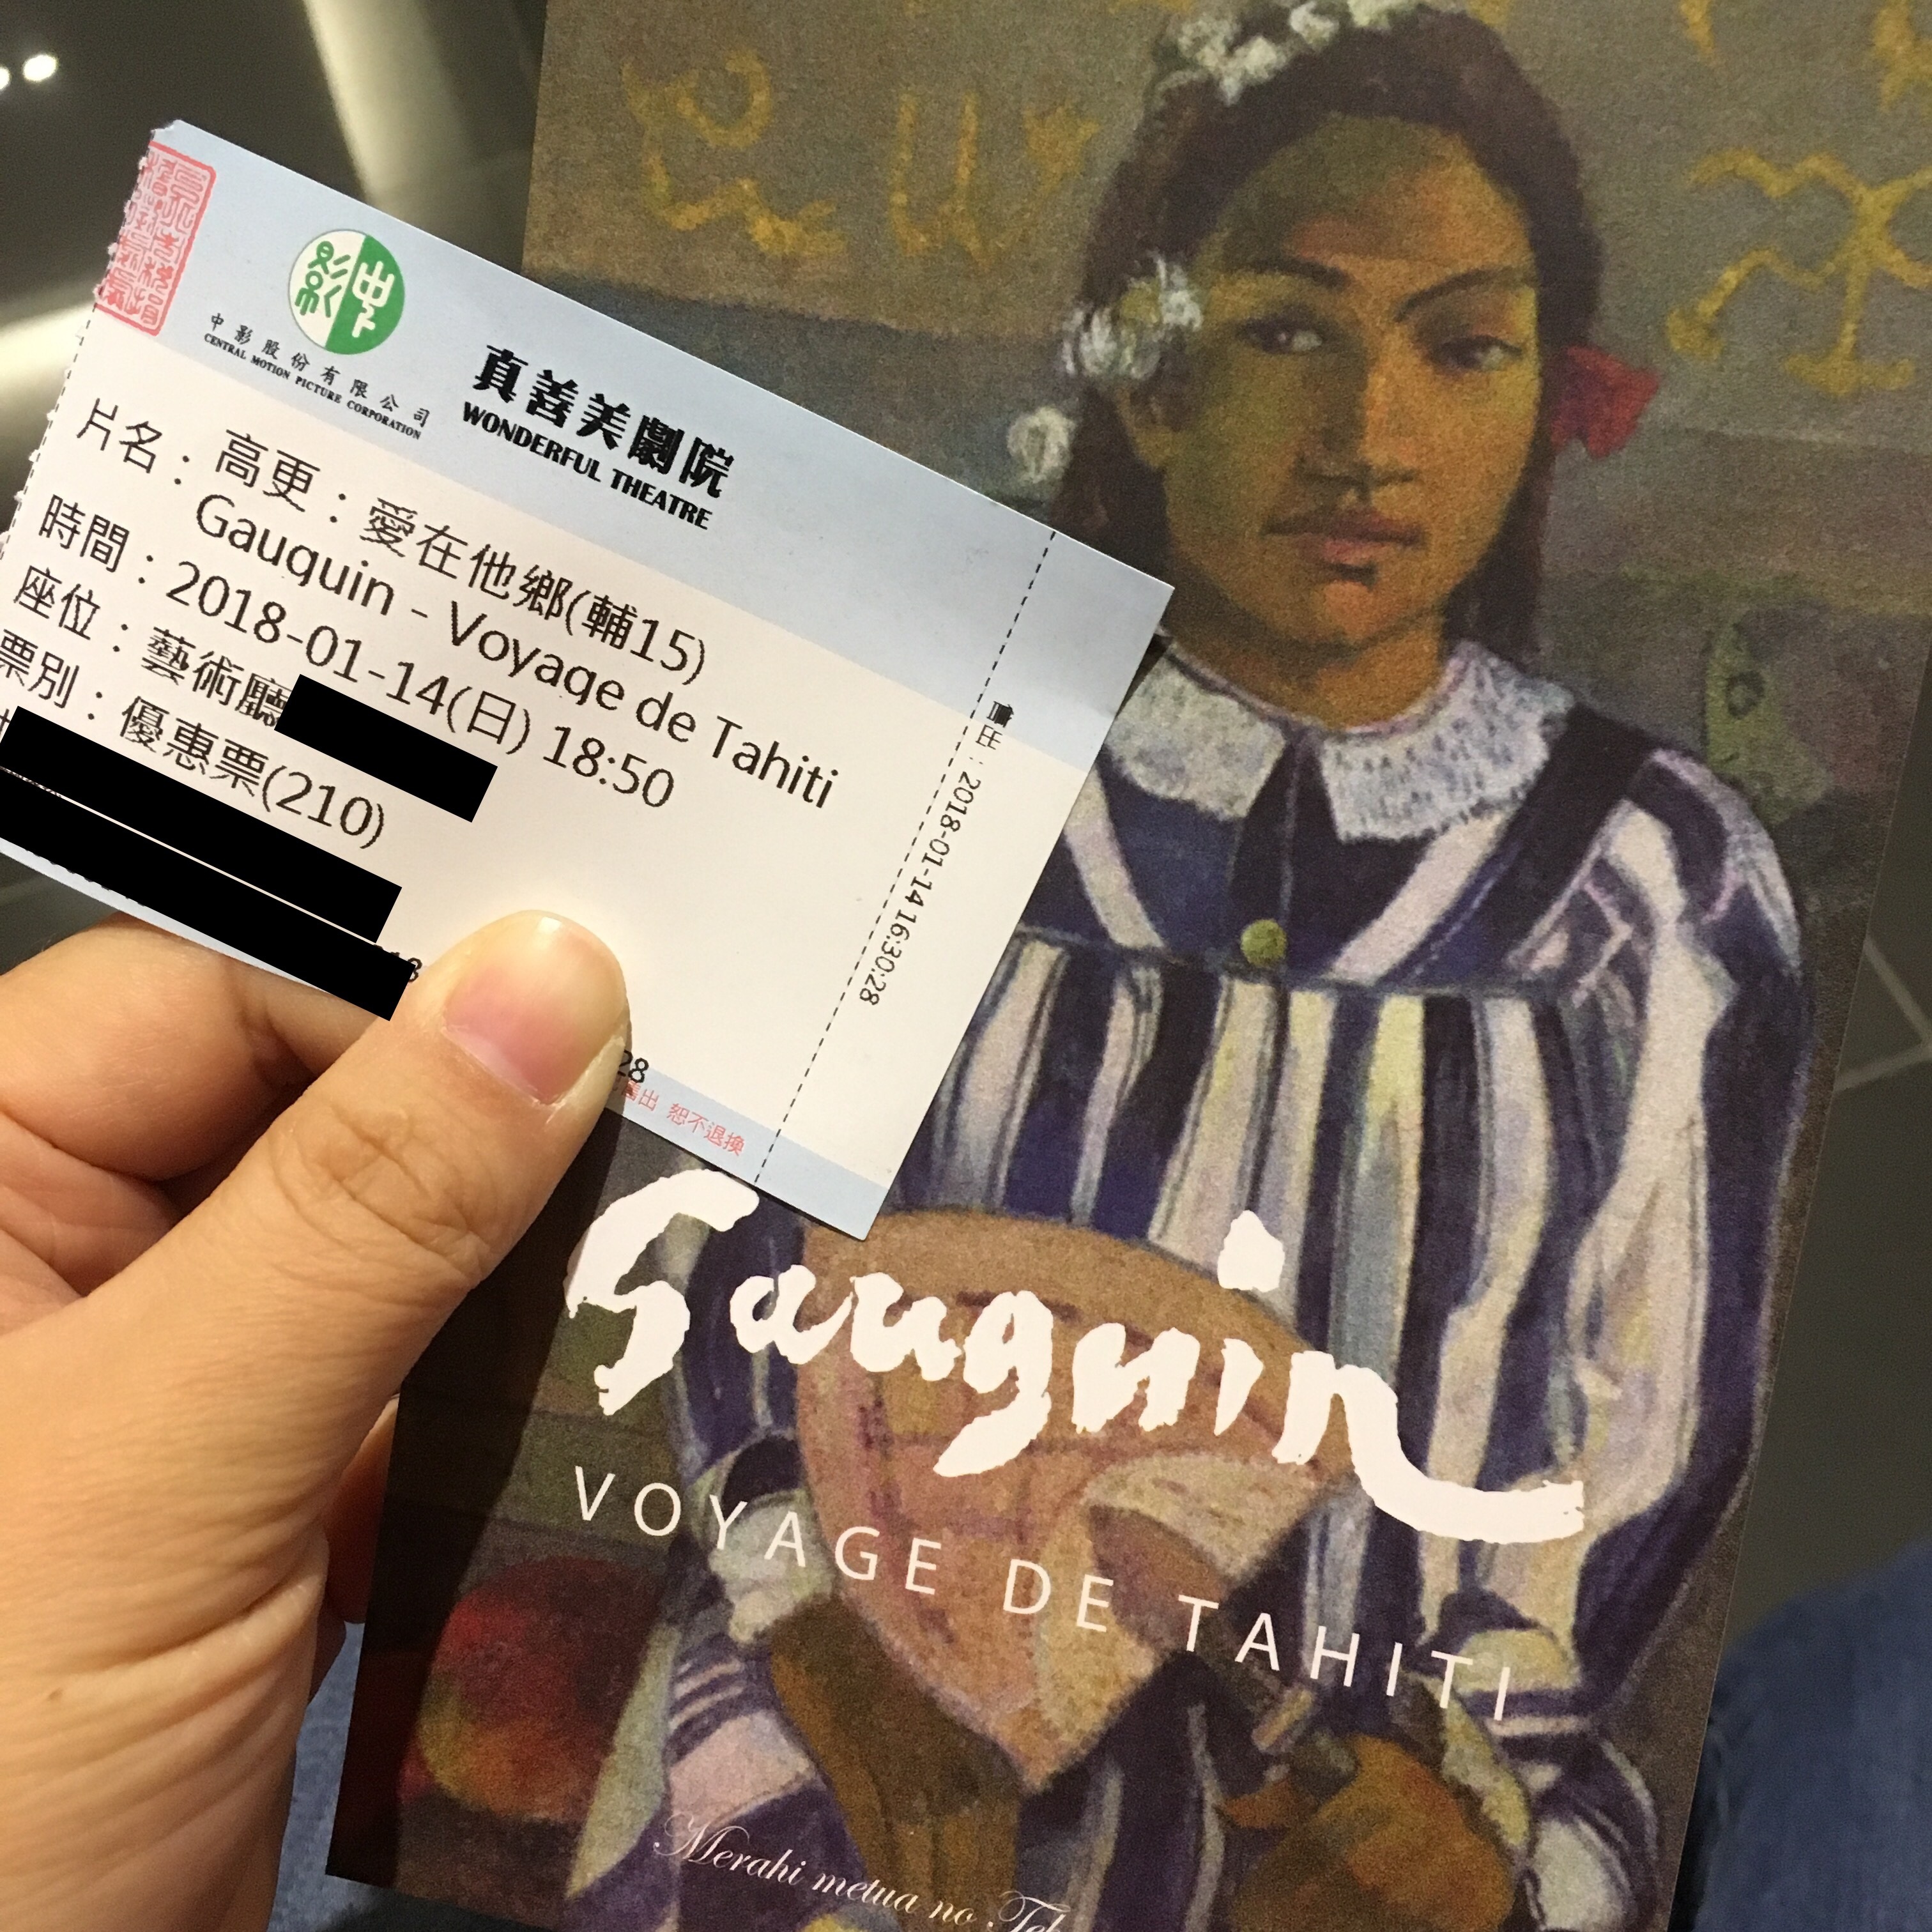 影中
中影股份有限公司
CENTRAL MOTION PICTURE CORPORATION
真善美劇院
WONDERFUL THEATRE
片名：高更：愛在他鄉(輔15)
Gauguin - Voyage de Tahiti
時間：2018-01-14(日) 18:50
座位：藝術廳
票別：優惠票(210)
28
出 恕不退換
2018-01-14 16:30:28
Gauguin
VOYAGE DE TAHITI
Merahi metua no